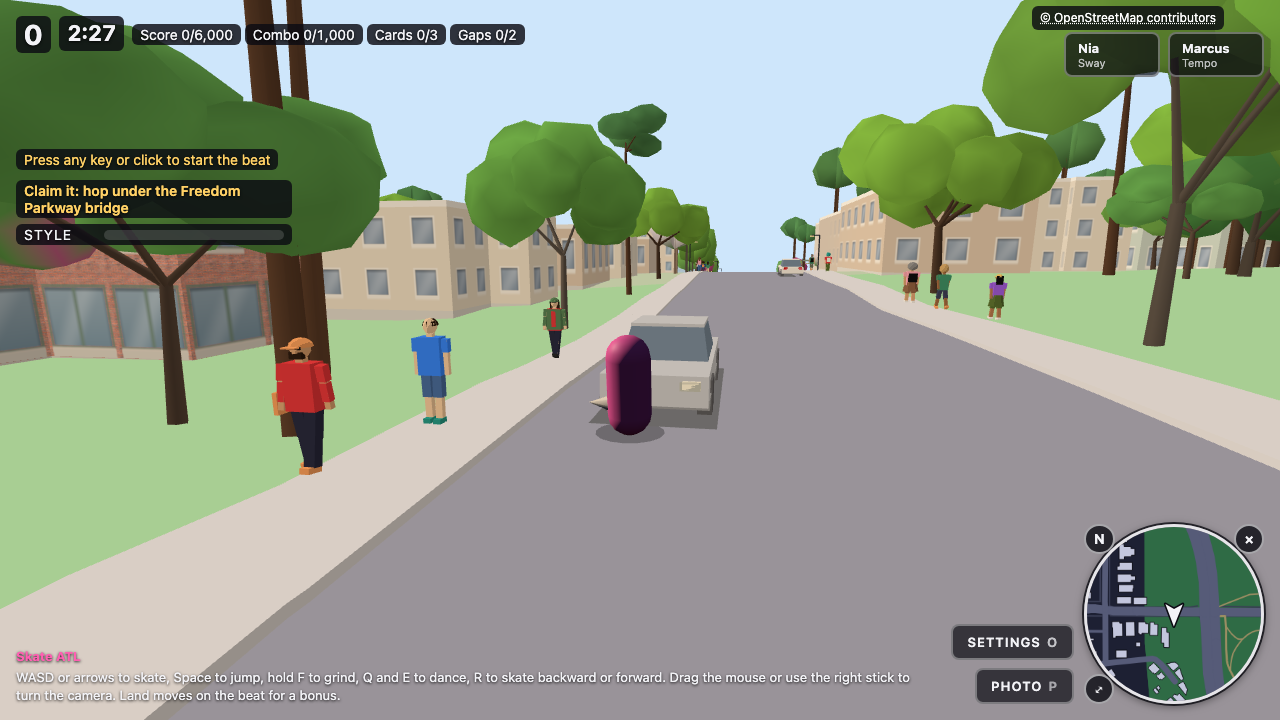 0
2:27
Score 0/6,000
Combo 0/1,000
Cards 0/3
Gaps 0/2
© OpenStreetMap contributors
Nia
Sway
Marcus
Tempo
Press any key or click to start the beat
Claim it: hop under the Freedom
Parkway bridge
STYLE
SETTINGS O
PHOTO P
N
Skate ATL
WASD or arrows to skate, Space to jump, hold F to grind, Q and E to dance, R to skate backward or forward. Drag the mouse or use the right stick to
turn the camera. Land moves on the beat for a bonus.